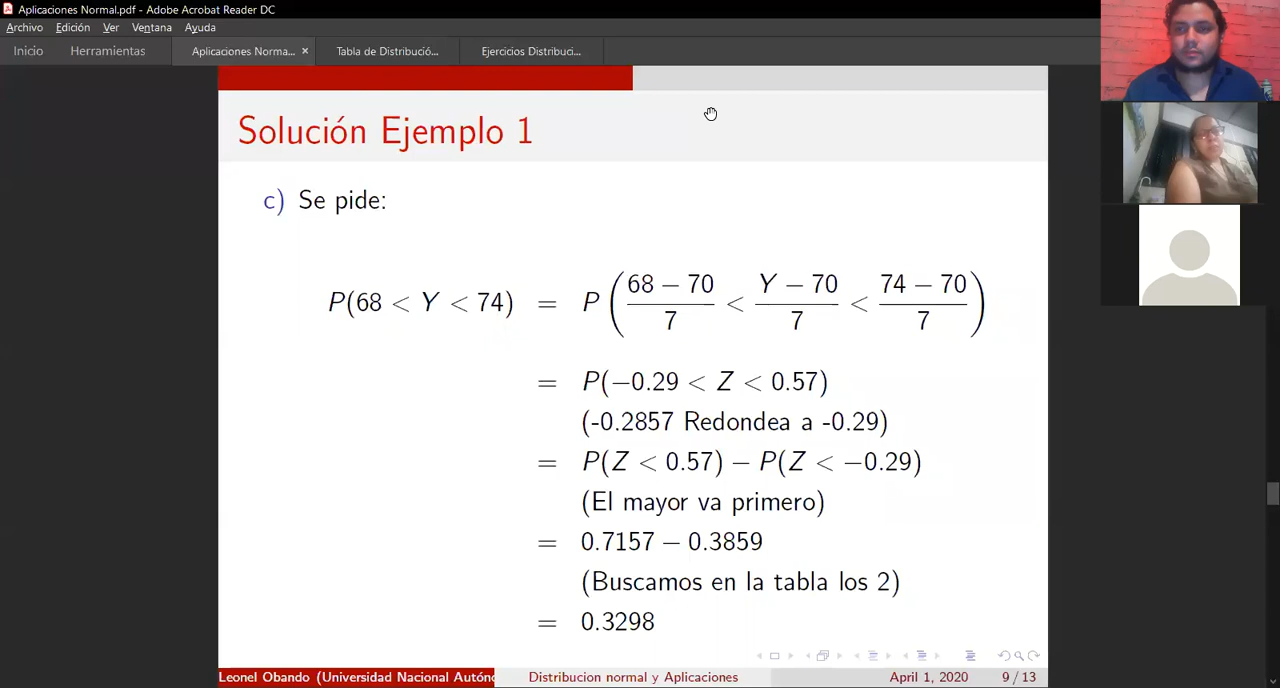 Aplicaciones Normal.pdf - Adobe Acrobat Reader DC
Archivo Edición Ver Ventana Ayuda
Inicio Herramientas Aplicaciones Norma... × Tabla de Distribució... Ejercicios Distribuci...
Solución Ejemplo 1
c) Se pide:
P(68 < Y < 74) = P((68 − 70)/7 < (Y − 70)/7 < (74 − 70)/7)
= P(−0.29 < Z < 0.57)
(-0.2857 Redondea a -0.29)
= P(Z < 0.57) − P(Z < −0.29)
(El mayor va primero)
= 0.7157 − 0.3859
(Buscamos en la tabla los 2)
= 0.3298
Leonel Obando (Universidad Nacional Autónc Distribucion normal y Aplicaciones April 1, 2020 9 / 13